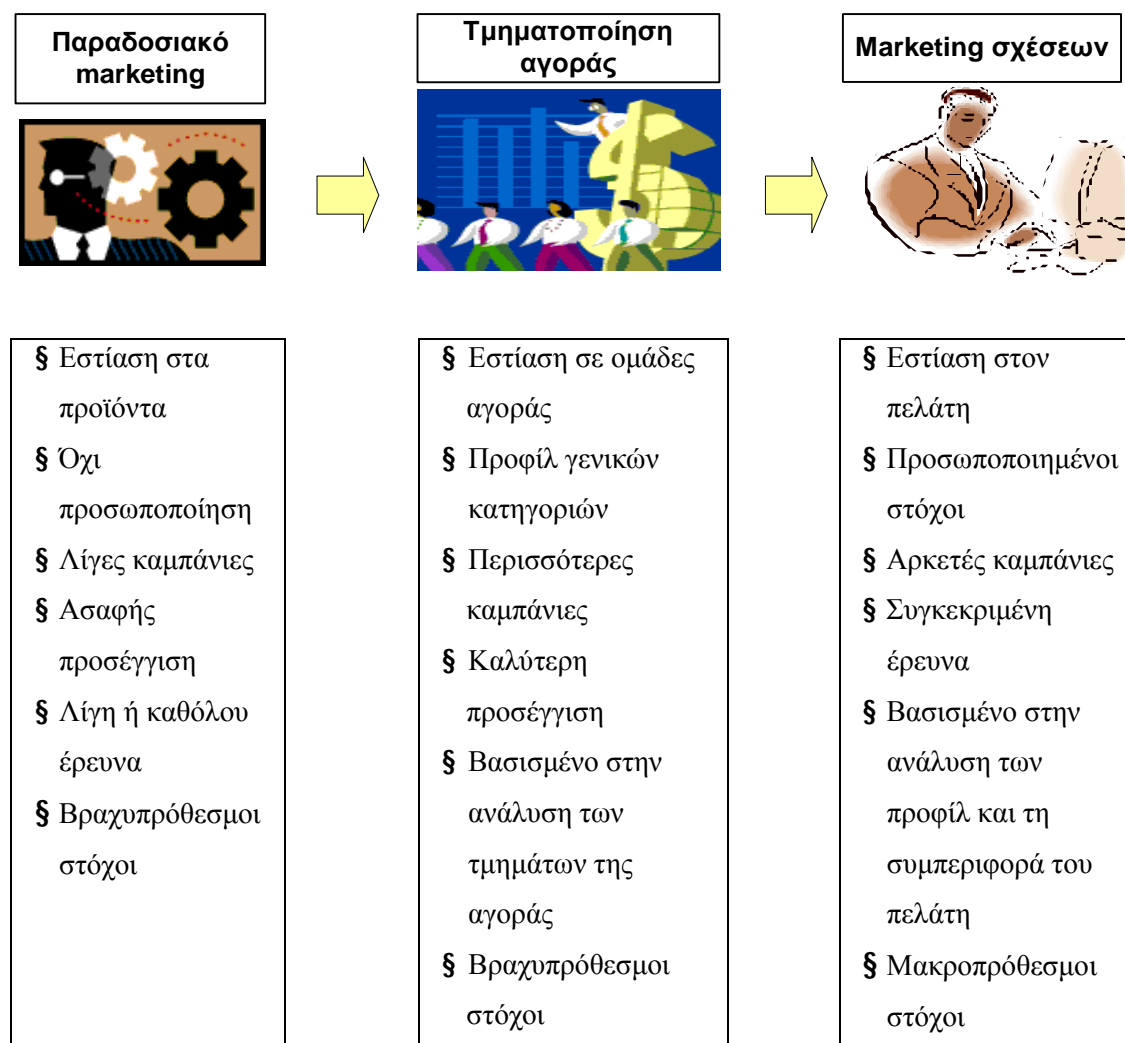 Παραδοσιακό
marketing
Τμηματοποίηση
αγοράς
Marketing σχέσεων
§ Εστίαση στα
προϊόντα
§ Όχι
προσωποποίηση
§ Λίγες καμπάνιες
§ Ασαφής
προσέγγιση
§ Λίγη ή καθόλου
έρευνα
§ Βραχυπρόθεσμοι
στόχοι
§ Εστίαση σε ομάδες
αγοράς
§ Προφίλ γενικών
κατηγοριών
§ Περισσότερες
καμπάνιες
§ Καλύτερη
προσέγγιση
§ Βασισμένο στην
ανάλυση των
τμημάτων της
αγοράς
§ Βραχυπρόθεσμοι
στόχοι
§ Εστίαση στον
πελάτη
§ Προσωποποιημένοι
στόχοι
§ Αρκετές καμπάνιες
§ Συγκεκριμένη
έρευνα
§ Βασισμένο στην
ανάλυση των
προφίλ και τη
συμπεριφορά του
πελάτη
§ Μακροπρόθεσμοι
στόχοι